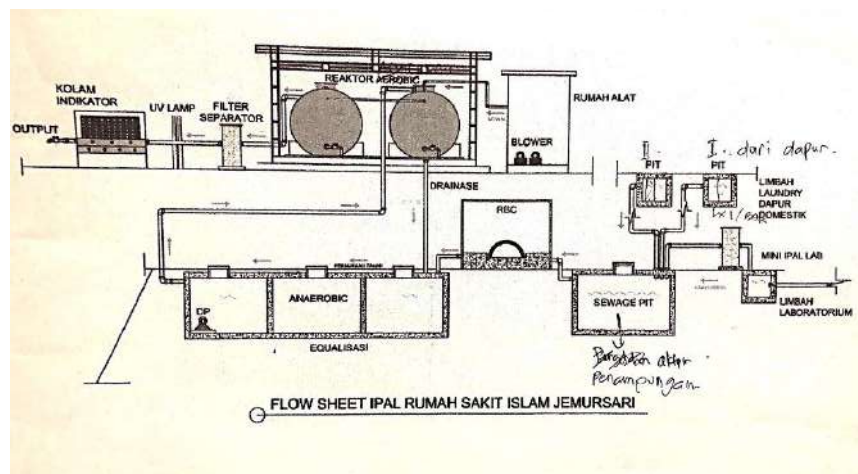 REAKTOR AEROBIC
KOLAM
INDIKATOR
UV LAMP
FILTER
SEPARATOR
RUMAH ALAT
OUTPUT
BLOWER
II.
PIT
I. dari dapur.
PIT
DRAINASE
LIMBAH
LAUNDRY
DAPUR
DOMESTIK
RBC
MINI IPAL LAB
ANAEROBIC
SEWAGE PIT
LIMBAH
LABORATORIUM
EQUALISASI
akhir
Penampungan
FLOW SHEET IPAL RUMAH SAKIT ISLAM JEMURSARI